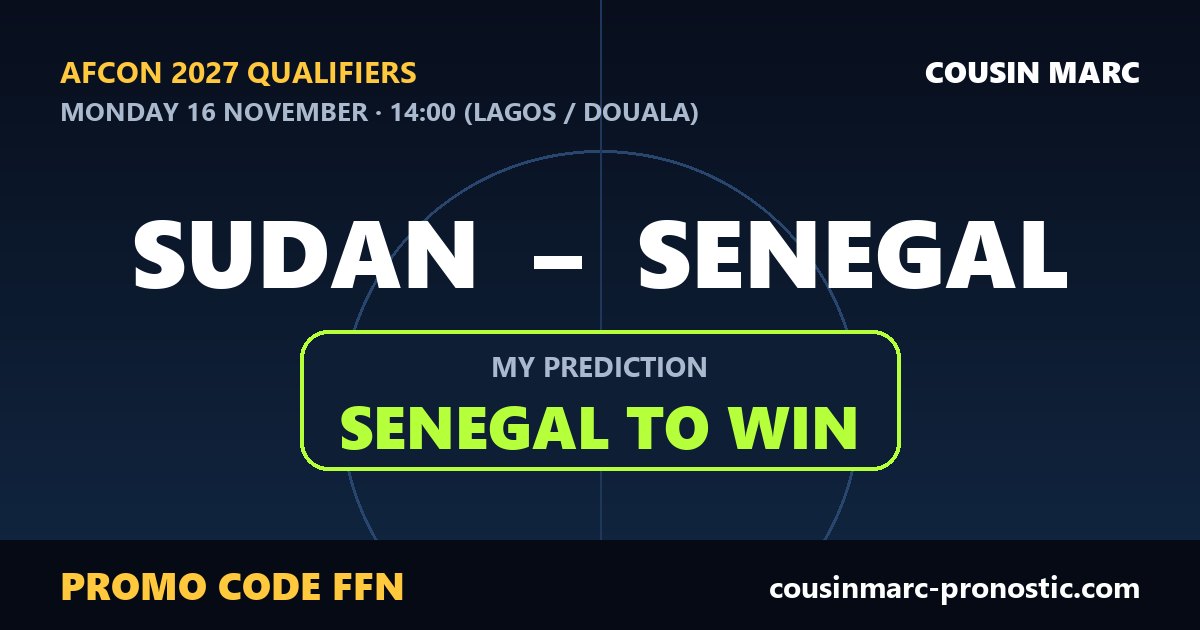 AFCON 2027 QUALIFIERS
COUSIN MARC
MONDAY 16 NOVEMBER · 14:00 (LAGOS / DOUALA)
SUDAN – SENEGAL
MY PREDICTION
SENEGAL TO WIN
PROMO CODE FFN
cousinmarc-pronostic.com